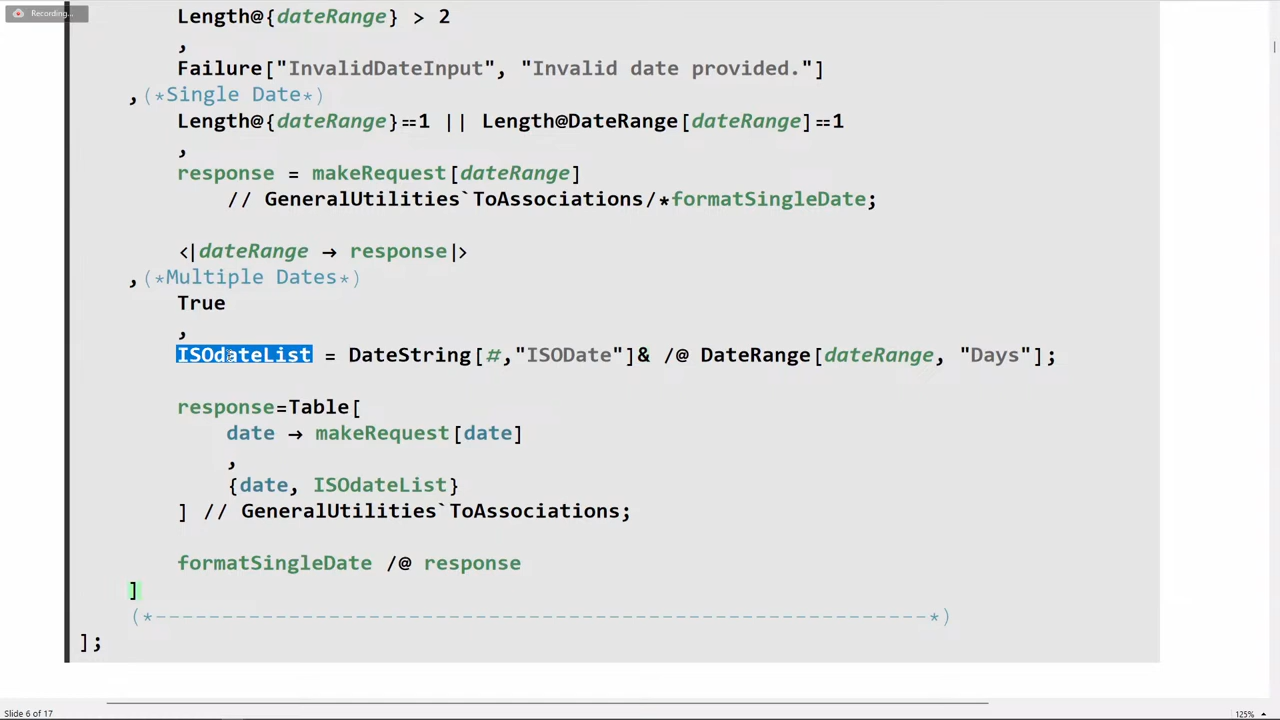 Recording...
Length@{dateRange} > 2
,
Failure["InvalidDateInput", "Invalid date provided."]
,(*Single Date*)
Length@{dateRange}==1 || Length@DateRange[dateRange]==1
,
response = makeRequest[dateRange]
// GeneralUtilities`ToAssociations/*formatSingleDate;
<|dateRange → response|>
,(*Multiple Dates*)
True
,
ISOdateList = DateString[#,"ISODate"]& /@ DateRange[dateRange, "Days"];
response=Table[
date → makeRequest[date]
,
{date, ISOdateList}
] // GeneralUtilities`ToAssociations;
formatSingleDate /@ response
]
(*---------------------------------------------------------------*)
];
Slide 6 of 17
125%